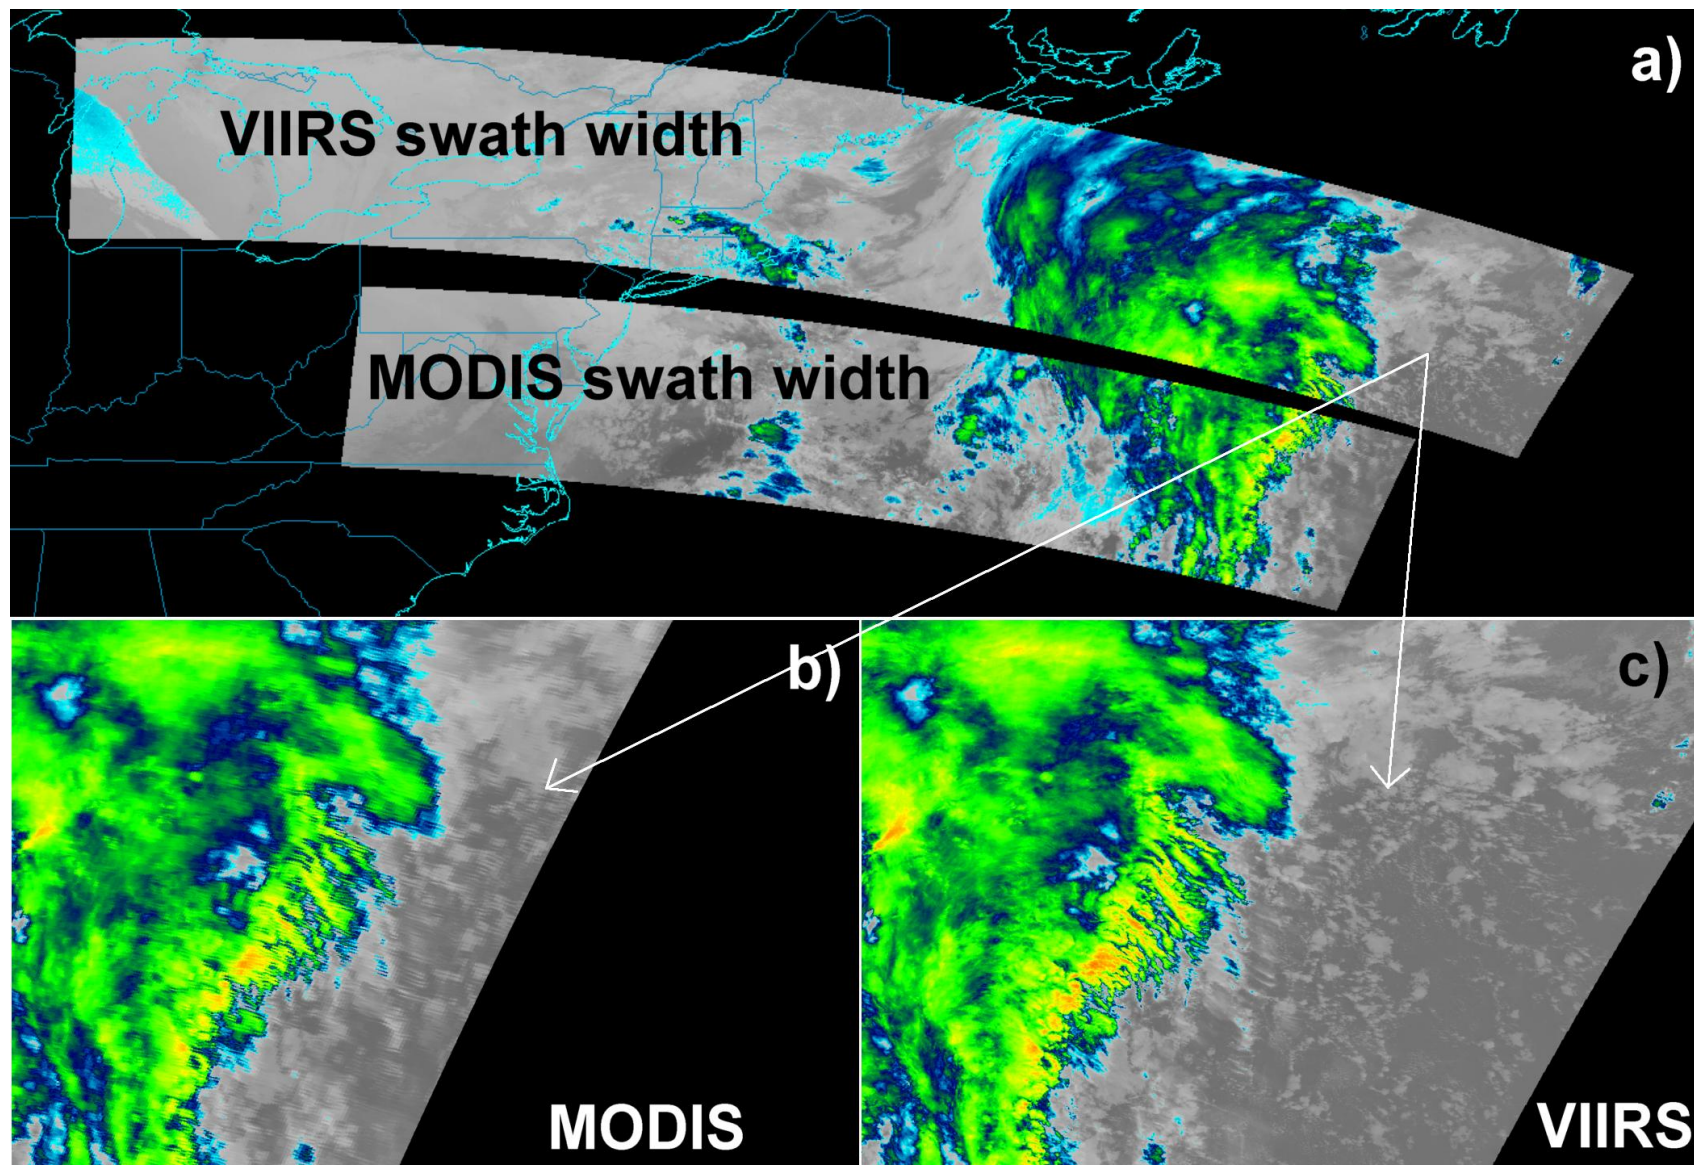 a)
VIIRS swath width
MODIS swath width
b)
c)
MODIS
VIIRS